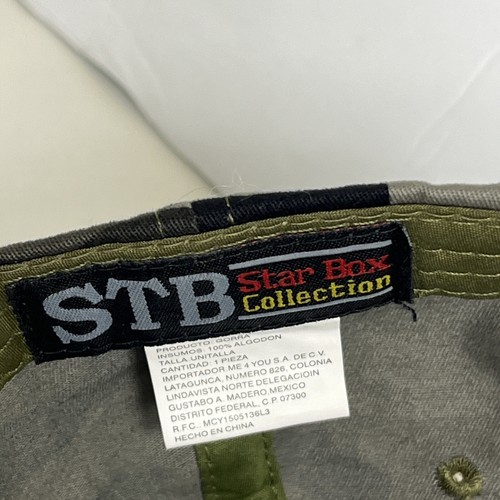 STB
Star Box
Collection
PRODUCTO: GORRA
INSUMOS: 100% ALGODON
TALLA UNITALLA
CANTIDAD: 1 PIEZA
IMPORTADOR: ME 4 YOU S.A. DE C.V.
LATAGUNCA, NUMERO 828, COLONIA
LINDAVISTA NORTE DELEGACIOIN
GUSTABO A. MADERO MEXICO
DISTRITO FEDERAL, C.P. 07300
R.F.C.: MCY1505136L3
HECHO EN CHINA